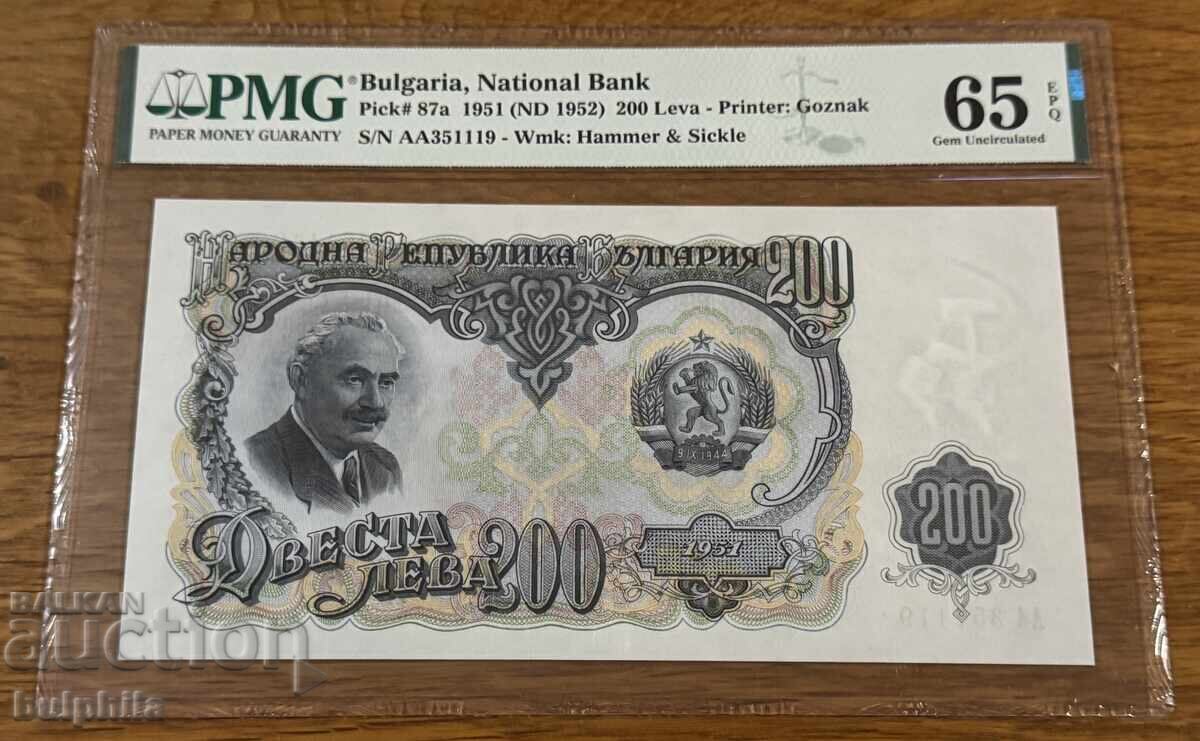 PMG®
PAPER MONEY GUARANTY
Bulgaria, National Bank
Pick# 87a 1951 (ND 1952) 200 Leva - Printer: Goznak
S/N AA351119 - Wmk: Hammer & Sickle
65
EPQ
Gem Uncirculated
НАРОДНА РЕПУБЛИКА БЪЛГАРИЯ 200
9 IX 1944
ДВЕСТА
ЛЕВА 200
1951
200
BALKAN
auction
bulphila